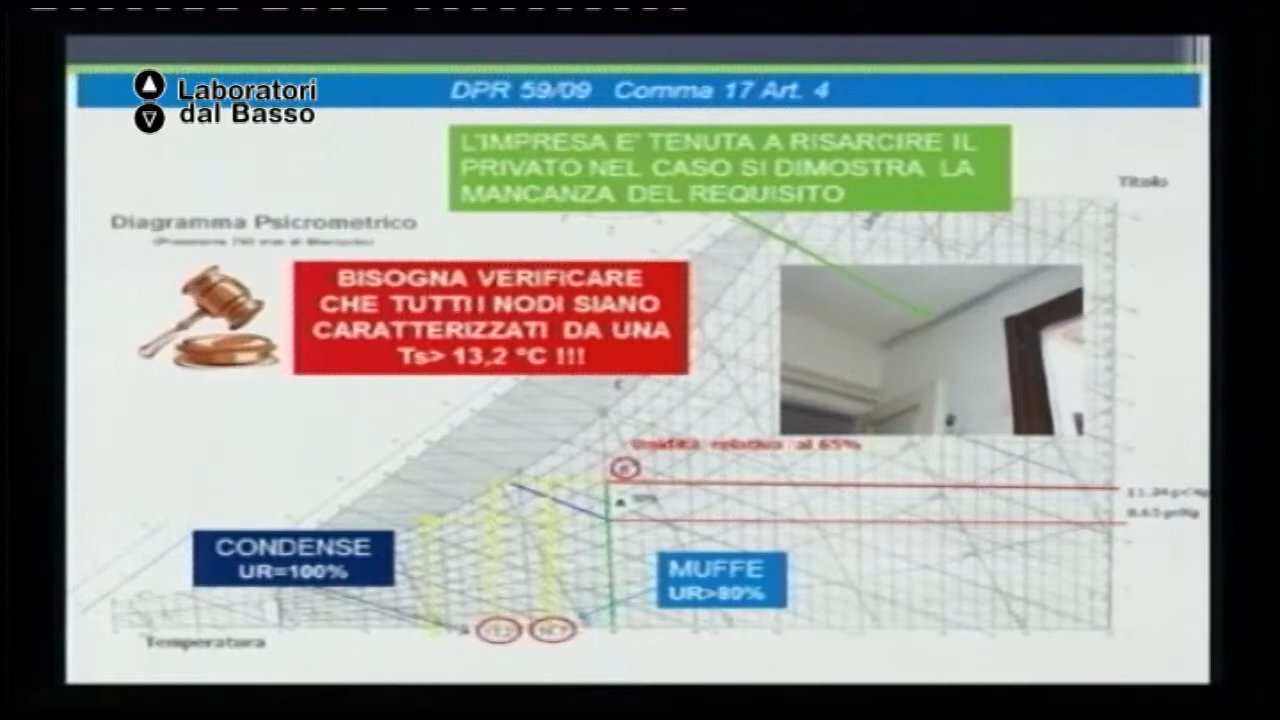 Laboratori
dal Basso
DPR 59/09 Comma 17 Art. 4
L'IMPRESA E' TENUTA A RISARCIRE IL
PRIVATO NEL CASO SI DIMOSTRA LA
MANCANZA DEL REQUISITO
Titolo
Diagramma Psicrometrico
BISOGNA VERIFICARE
CHE TUTTI I NODI SIANO
CARATTERIZZATI DA UNA
Ts> 13,2 °C !!!
Umidità relativa al 65%
CONDENSE
UR=100%
MUFFE
UR>80%
Temperatura